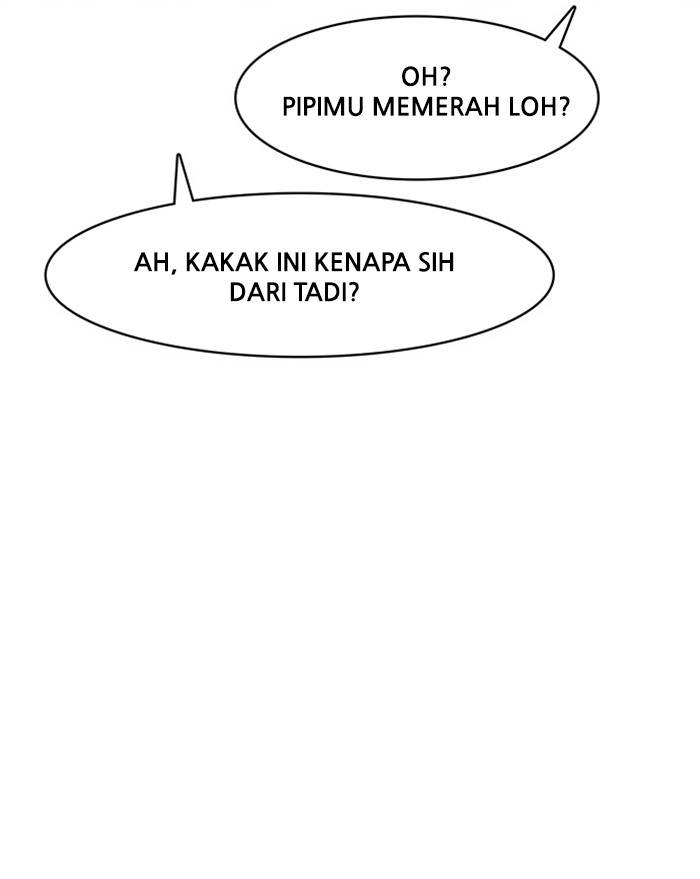 OH?
PIPIMU MEMERAH LOH?
AH, KAKAK INI KENAPA SIH
DARI TADI?